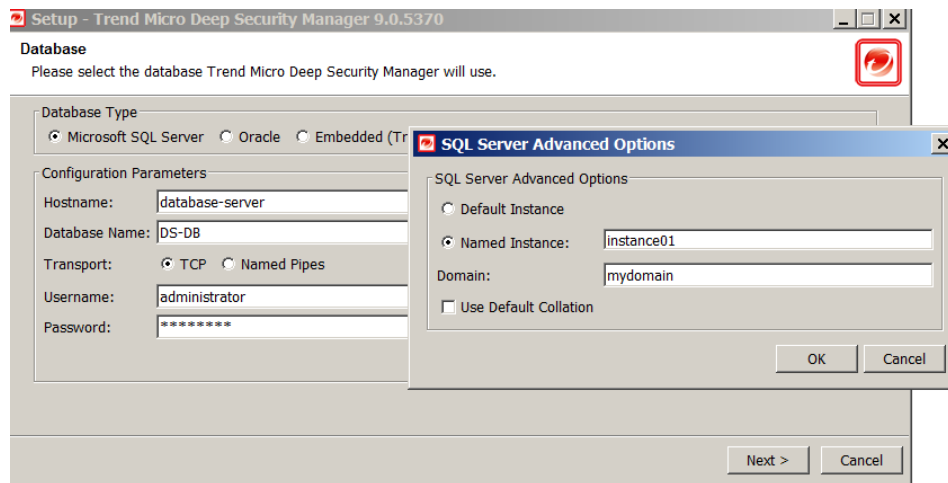 Setup - Trend Micro Deep Security Manager 9.0.5370
Database
Please select the database Trend Micro Deep Security Manager will use.
Database Type
Microsoft SQL Server Oracle Embedded (Tr
Configuration Parameters
Hostname: database-server
Database Name: DS-DB
Transport: TCP Named Pipes
Username: administrator
Password: ********
SQL Server Advanced Options
SQL Server Advanced Options
Default Instance
Named Instance: instance01
Domain: mydomain
Use Default Collation
OK Cancel
Next > Cancel